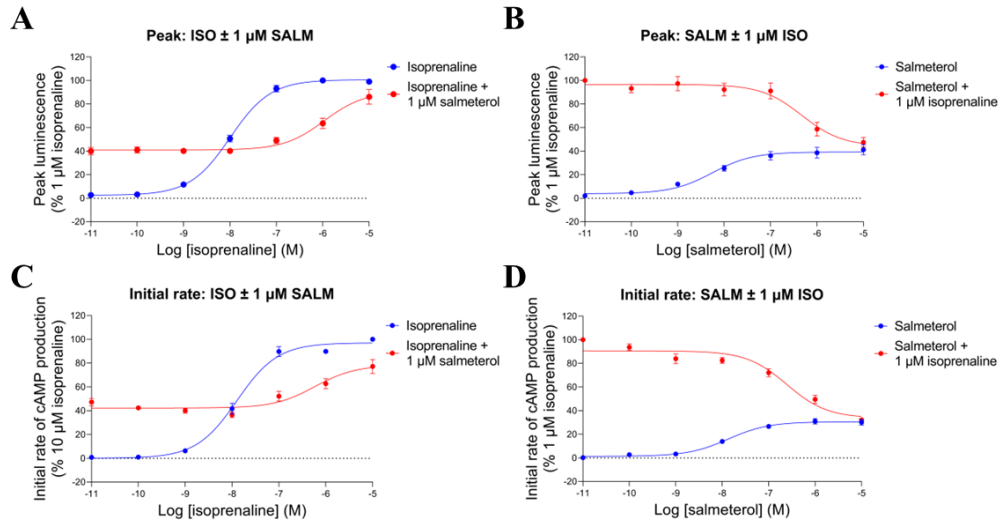 A
Peak: ISO ± 1 µM SALM
Peak luminescence
(% 1 µM isoprenaline)
120
100
80
60
40
20
0
-20
-11
-10
-9
-8
-7
-6
-5
Log [isoprenaline] (M)
Isoprenaline
Isoprenaline +
1 µM salmeterol
B
Peak: SALM ± 1 µM ISO
Peak luminescence
(% 1 µM isoprenaline)
120
100
80
60
40
20
0
-20
-11
-10
-9
-8
-7
-6
-5
Log [salmeterol] (M)
Salmeterol
Salmeterol +
1 µM isoprenaline
C
Initial rate: ISO ± 1 µM SALM
Initial rate of cAMP production
(% 10 µM isoprenaline)
120
100
80
60
40
20
0
-20
-11
-10
-9
-8
-7
-6
-5
Log [isoprenaline] (M)
Isoprenaline
Isoprenaline +
1 µM salmeterol
D
Initial rate: SALM ± 1 µM ISO
Initial rate of cAMP production
(% 1 µM isoprenaline)
120
100
80
60
40
20
0
-20
-11
-10
-9
-8
-7
-6
-5
Log [salmeterol] (M)
Salmeterol
Salmeterol +
1 µM isoprenaline